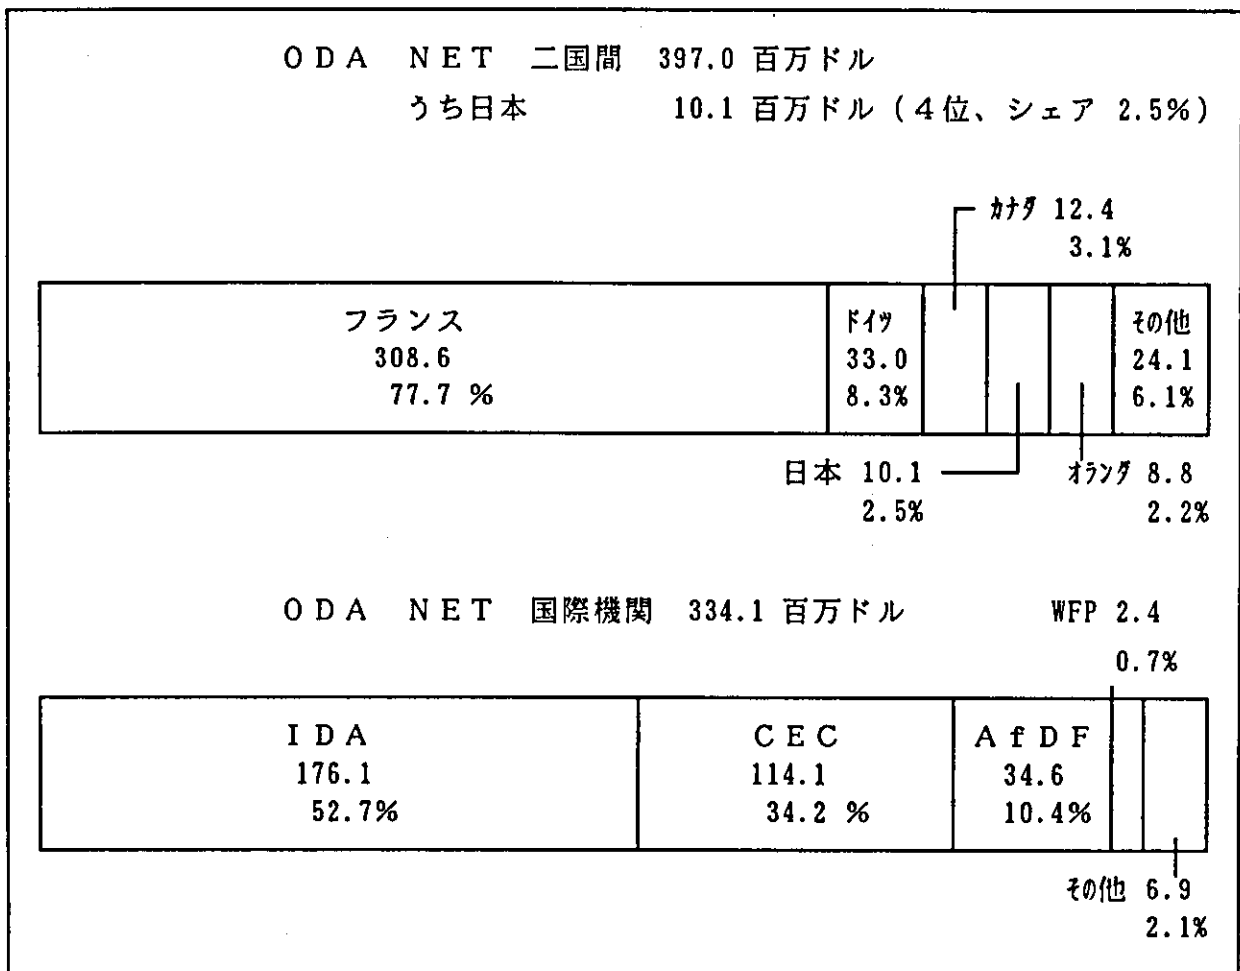 ODA NET 二国間 397.0 百万ドル
うち日本 10.1 百万ドル(4位、シェア 2.5%)
カナダ 12.4
3.1%
フランス
308.6
77.7 %
ドイツ
33.0
8.3%
その他
24.1
6.1%
日本 10.1
2.5%
オランダ 8.8
2.2%
ODA NET 国際機関 334.1 百万ドル
WFP 2.4
0.7%
IDA
176.1
52.7%
CEC
114.1
34.2 %
AfDF
34.6
10.4%
その他 6.9
2.1%